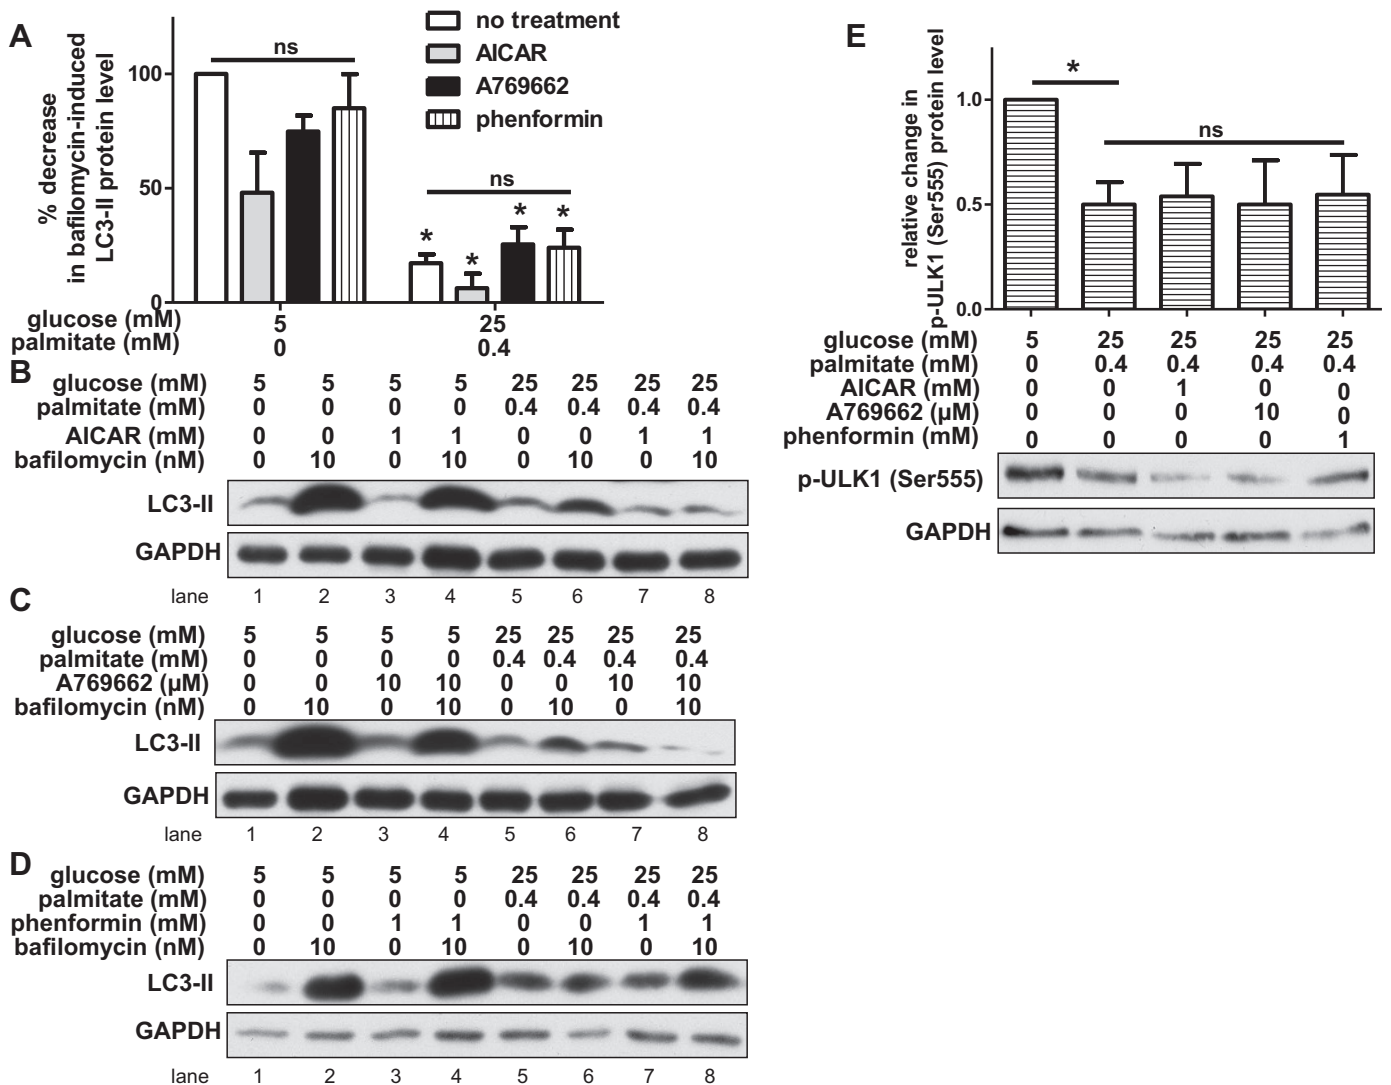 A
% decrease
in bafilomycin-induced
LC3-II protein level
100
50
0
ns
ns
* * * *
no treatment
AICAR
A769662
phenformin
glucose (mM) 5 25
palmitate (mM) 0 0.4
B
glucose (mM) 5 5 5 5 25 25 25 25
palmitate (mM) 0 0 0 0 0.4 0.4 0.4 0.4
AICAR (mM) 0 0 1 1 0 0 1 1
bafilomycin (nM) 0 10 0 10 0 10 0 10
LC3-II
GAPDH
lane 1 2 3 4 5 6 7 8
C
glucose (mM) 5 5 5 5 25 25 25 25
palmitate (mM) 0 0 0 0 0.4 0.4 0.4 0.4
A769662 (µM) 0 0 10 10 0 0 10 10
bafilomycin (nM) 0 10 0 10 0 10 0 10
LC3-II
GAPDH
lane 1 2 3 4 5 6 7 8
D
glucose (mM) 5 5 5 5 25 25 25 25
palmitate (mM) 0 0 0 0 0.4 0.4 0.4 0.4
phenformin (mM) 0 0 1 1 0 0 1 1
bafilomycin (nM) 0 10 0 10 0 10 0 10
LC3-II
GAPDH
lane 1 2 3 4 5 6 7 8
E
relative change in
p-ULK1 (Ser555) protein level
1.0
0.5
0.0
*
ns
glucose (mM) 5 25 25 25 25
palmitate (mM) 0 0.4 0.4 0.4 0.4
AICAR (mM) 0 0 1 0 0
A769662 (µM) 0 0 0 10 0
phenformin (mM) 0 0 0 0 1
p-ULK1 (Ser555)
GAPDH